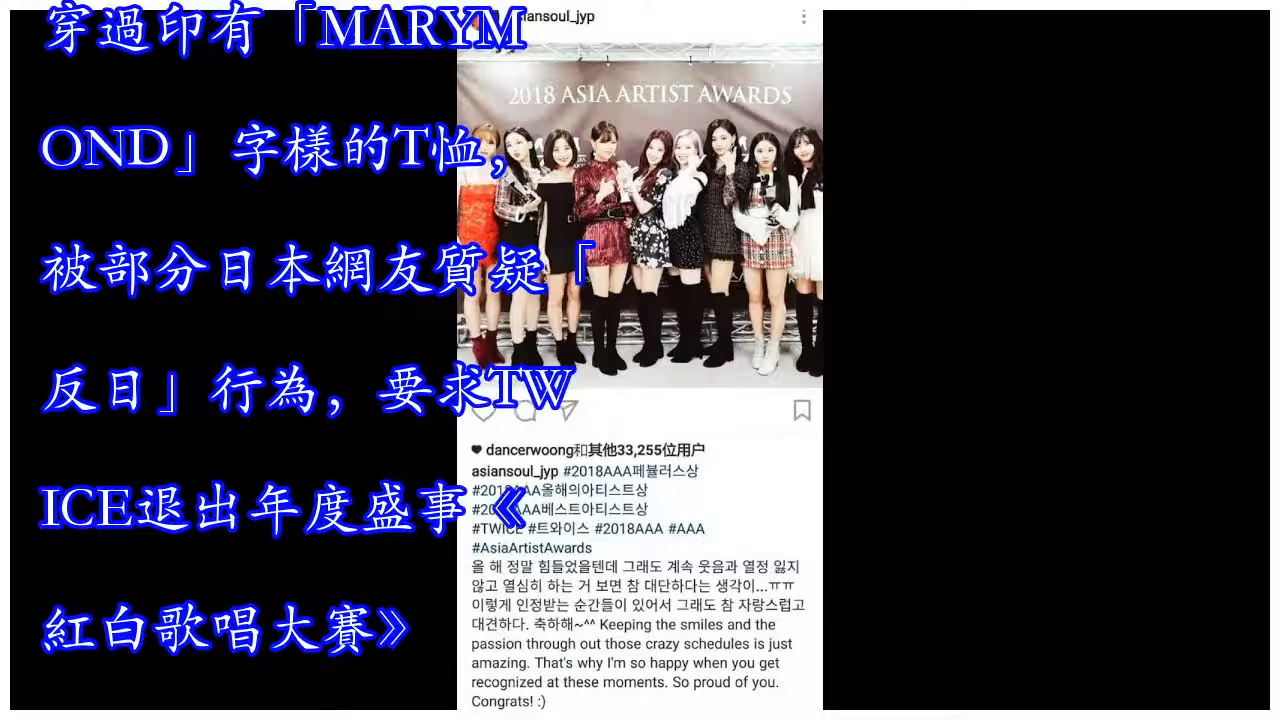 穿過印有「MARYM
OND」字樣的T恤，
被部分日本網友質疑「
反日」行為，要求TW
ICE退出年度盛事《
紅白歌唱大賽》
asiansoul_jyp
2018 ASIA ARTIST AWARDS
dancerwoong和其他33,255位用户
asiansoul_jyp #2018AAA페뷸러스상
#2018AAA올해의아티스트상
#2018AAA베스트아티스트상
#TWICE #트와이스 #2018AAA #AAA
#AsiaArtistAwards
올 해 정말 힘들었을텐데 그래도 계속 웃음과 열정 잃지
않고 열심히 하는 거 보면 참 대단하다는 생각이...ㅠㅠ
이렇게 인정받는 순간들이 있어서 그래도 참 자랑스럽고
대견하다. 축하해~^^ Keeping the smiles and the
passion through out those crazy schedules is just
amazing. That's why I'm so happy when you get
recognized at these moments. So proud of you.
Congrats! :)